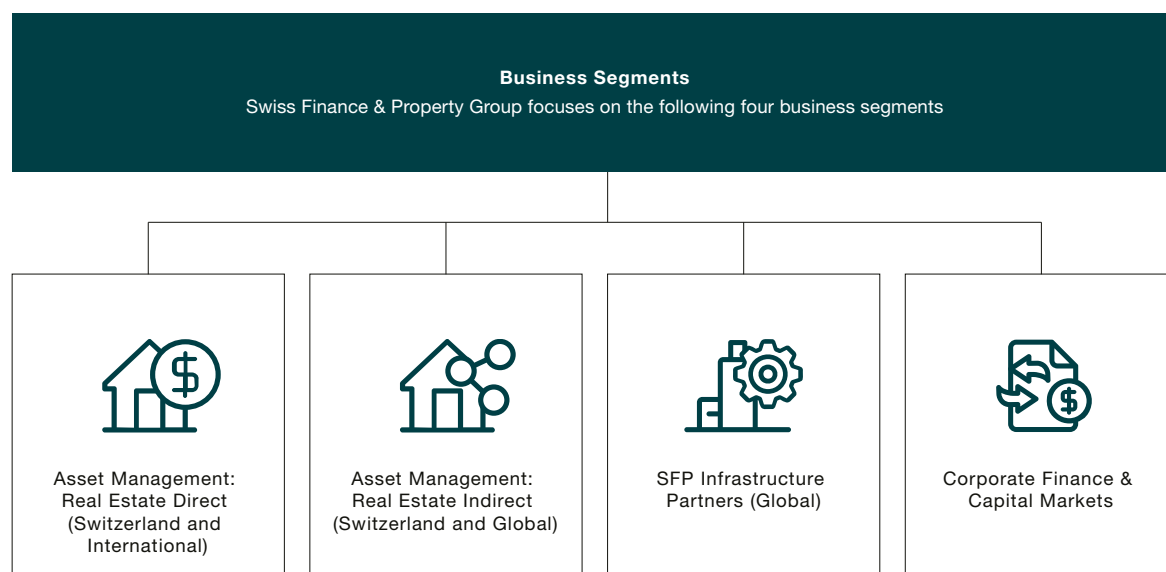 Business Segments
Swiss Finance & Property Group focuses on the following four business segments
Asset Management:
Real Estate Direct
(Switzerland and
International)
Asset Management:
Real Estate Indirect
(Switzerland and Global)
SFP Infrastructure
Partners (Global)
Corporate Finance &
Capital Markets